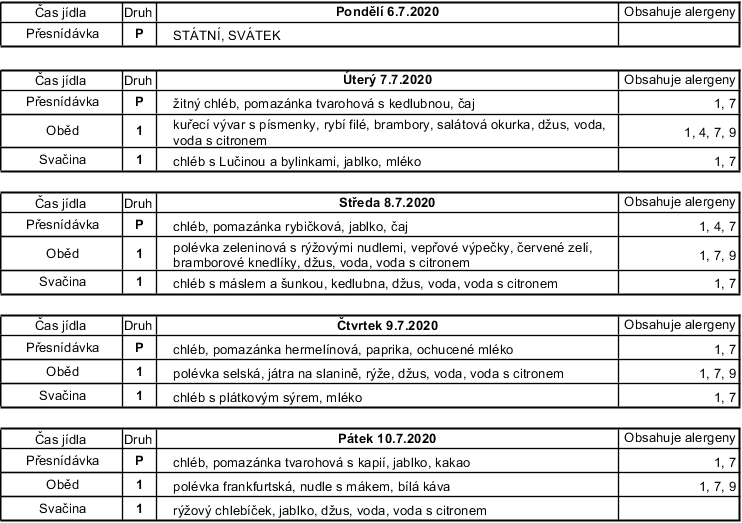 Čas jídla Druh Pondělí 6.7.2020 Obsahuje alergeny
Přesnídávka P STÁTNÍ, SVÁTEK
Čas jídla Druh Úterý 7.7.2020 Obsahuje alergeny
Přesnídávka P žitný chléb, pomazánka tvarohová s kedlubnou, čaj 1, 7
Oběd 1 kuřecí vývar s písmenky, rybí filé, brambory, salátová okurka, džus, voda, 1, 4, 7, 9
voda s citronem
Svačina 1 chléb s Lučinou a bylinkami, jablko, mléko 1, 7
Čas jídla Druh Středa 8.7.2020 Obsahuje alergeny
Přesnídávka P chléb, pomazánka rybičková, jablko, čaj 1, 4, 7
Oběd 1 polévka zeleninová s rýžovými nudlemi, vepřové výpečky, červené zelí, 1, 7, 9
bramborové knedlíky, džus, voda, voda s citronem
Svačina 1 chléb s máslem a šunkou, kedlubna, džus, voda, voda s citronem 1, 7
Čas jídla Druh Čtvrtek 9.7.2020 Obsahuje alergeny
Přesnídávka P chléb, pomazánka hermelínová, paprika, ochucené mléko 1, 7
Oběd 1 polévka selská, játra na slanině, rýže, džus, voda, voda s citronem 1, 7, 9
Svačina 1 chléb s plátkovým sýrem, mléko 1, 7
Čas jídla Druh Pátek 10.7.2020 Obsahuje alergeny
Přesnídávka P chléb, pomazánka tvarohová s kapií, jablko, kakao 1, 7
Oběd 1 polévka frankfurtská, nudle s mákem, bílá káva 1, 7, 9
Svačina 1 rýžový chlebíček, jablko, džus, voda, voda s citronem